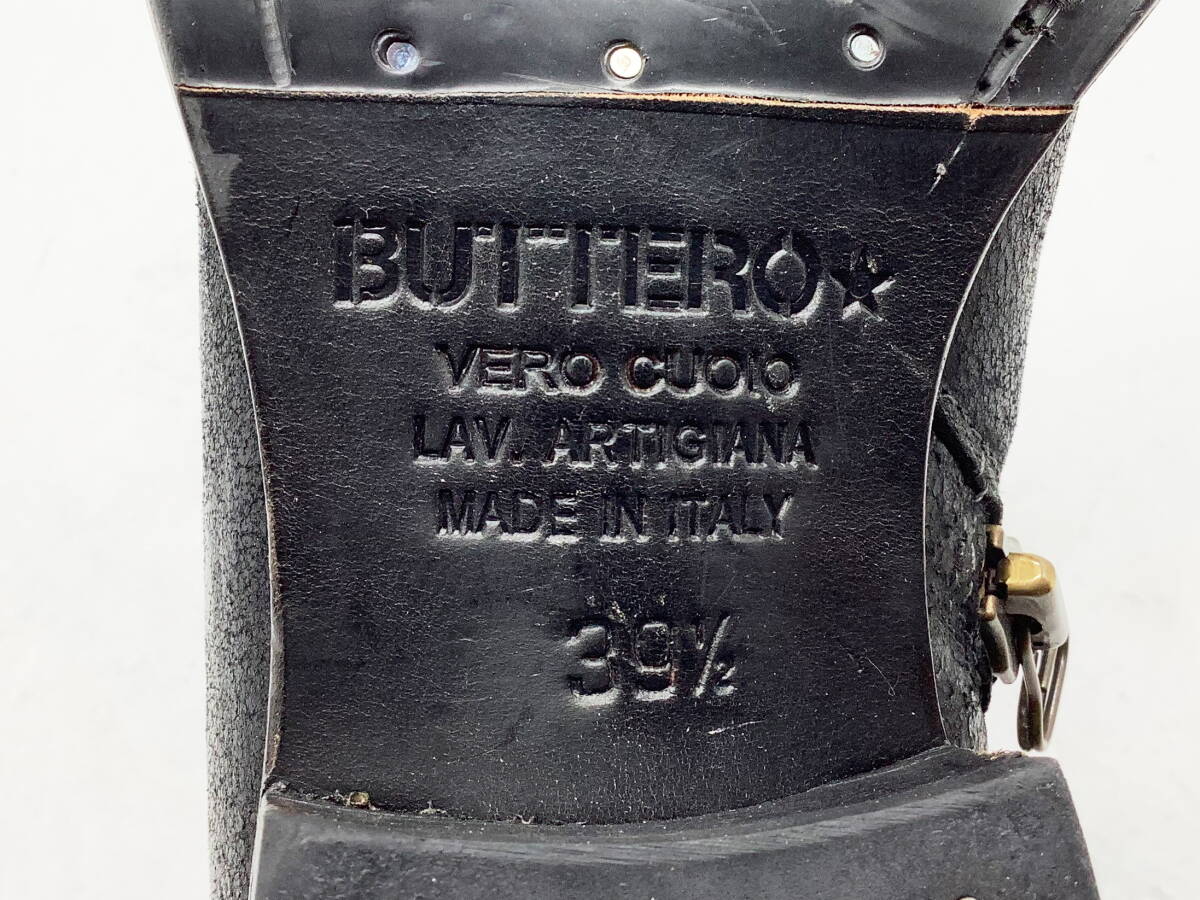 BUTTERO★
VERO CUOIO
LAV. ARTIGIANA
MADE IN ITALY
39½